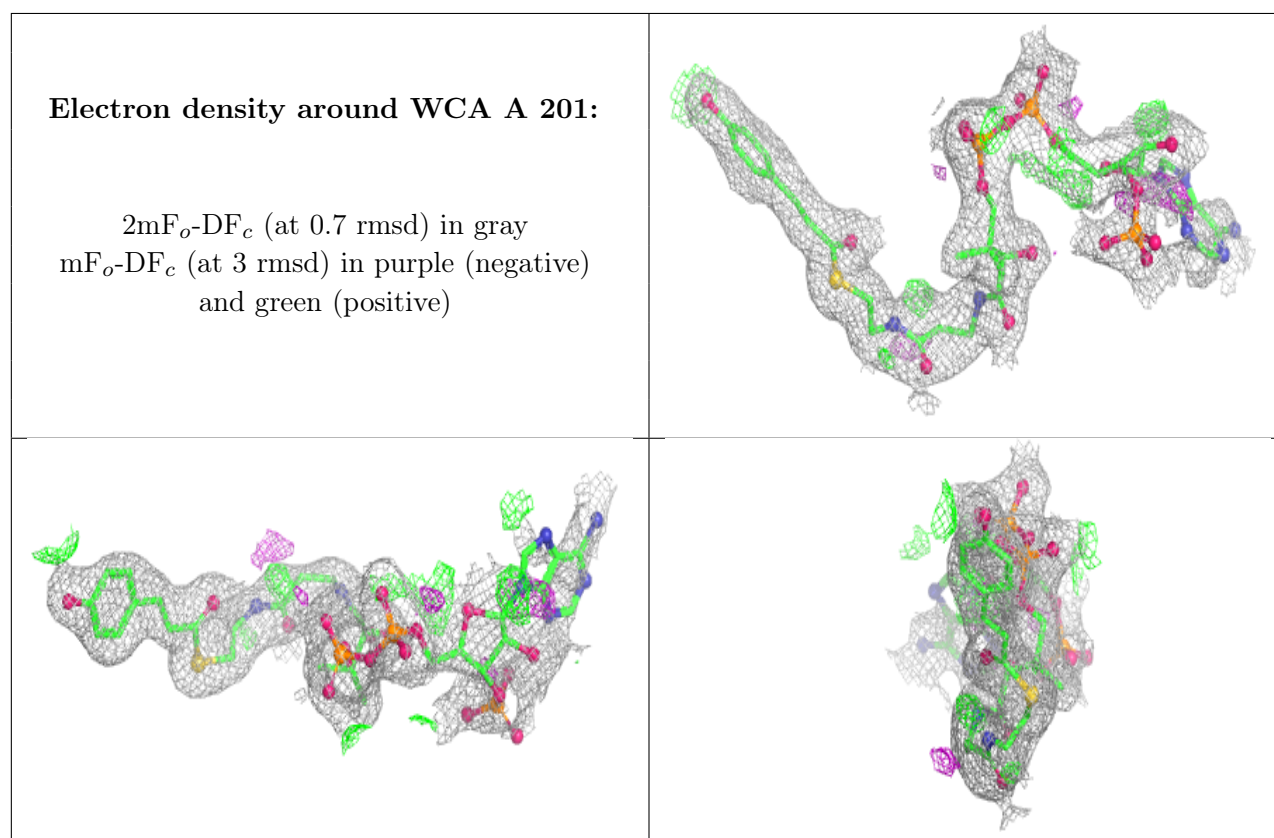 Electron density around WCA A 201:
2mFo-DFc (at 0.7 rmsd) in gray
mFo-DFc (at 3 rmsd) in purple (negative)
and green (positive)